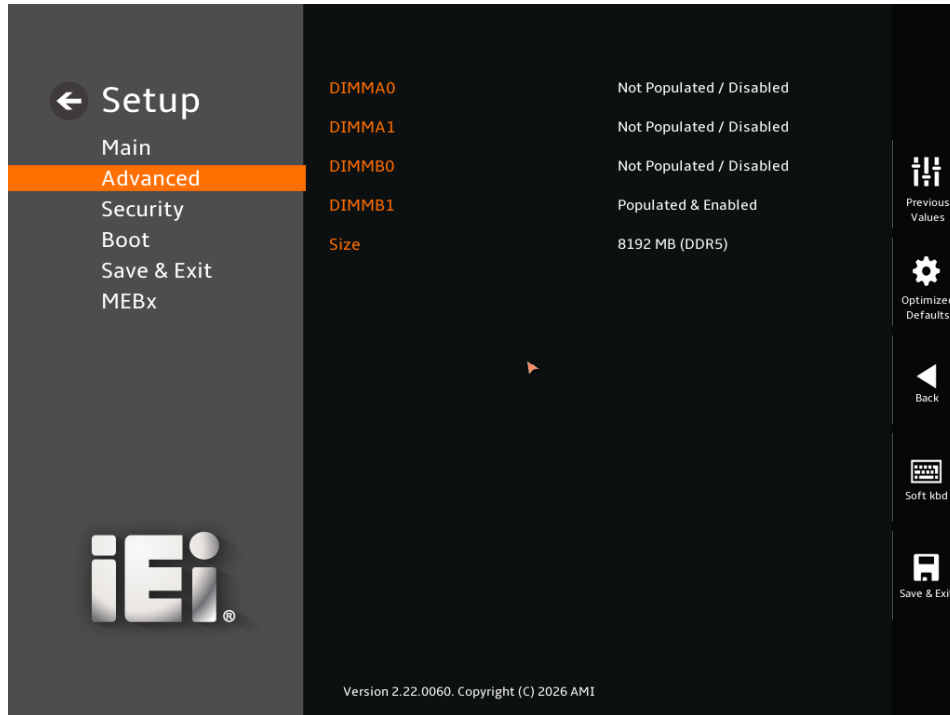 Setup
Main
Advanced
Security
Boot
Save & Exit
MEBx
DIMMA0 Not Populated / Disabled
DIMMA1 Not Populated / Disabled
DIMMB0 Not Populated / Disabled
DIMMB1 Populated & Enabled
Size 8192 MB (DDR5)
Previous
Values
Optimized
Defaults
Back
Soft kbd
Save & Exi
iEi®
Version 2.22.0060. Copyright (C) 2026 AMI